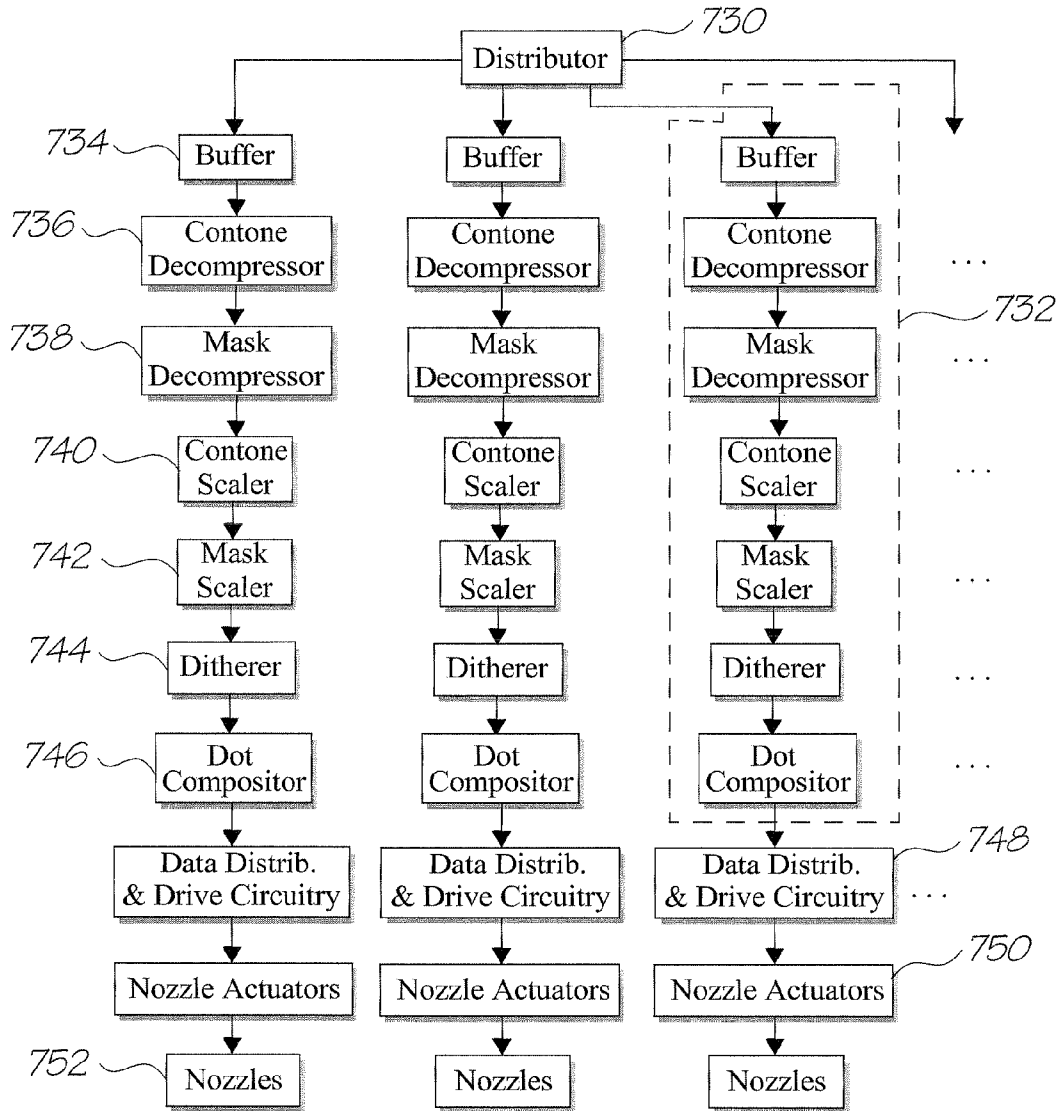 730
Distributor
734
Buffer
Buffer
Buffer
736
Contone
Decompressor
Contone
Decompressor
Contone
Decompressor
. . .
732
738
Mask
Decompressor
Mask
Decompressor
Mask
Decompressor
. . .
740
Contone
Scaler
Contone
Scaler
Contone
Scaler
. . .
742
Mask
Scaler
Mask
Scaler
Mask
Scaler
. . .
744
Ditherer
Ditherer
Ditherer
. . .
746
Dot
Compositor
Dot
Compositor
Dot
Compositor
. . .
Data Distrib.
& Drive Circuitry
Data Distrib.
& Drive Circuitry
Data Distrib.
& Drive Circuitry
748
. . .
Nozzle Actuators
Nozzle Actuators
Nozzle Actuators
750
752
Nozzles
Nozzles
Nozzles